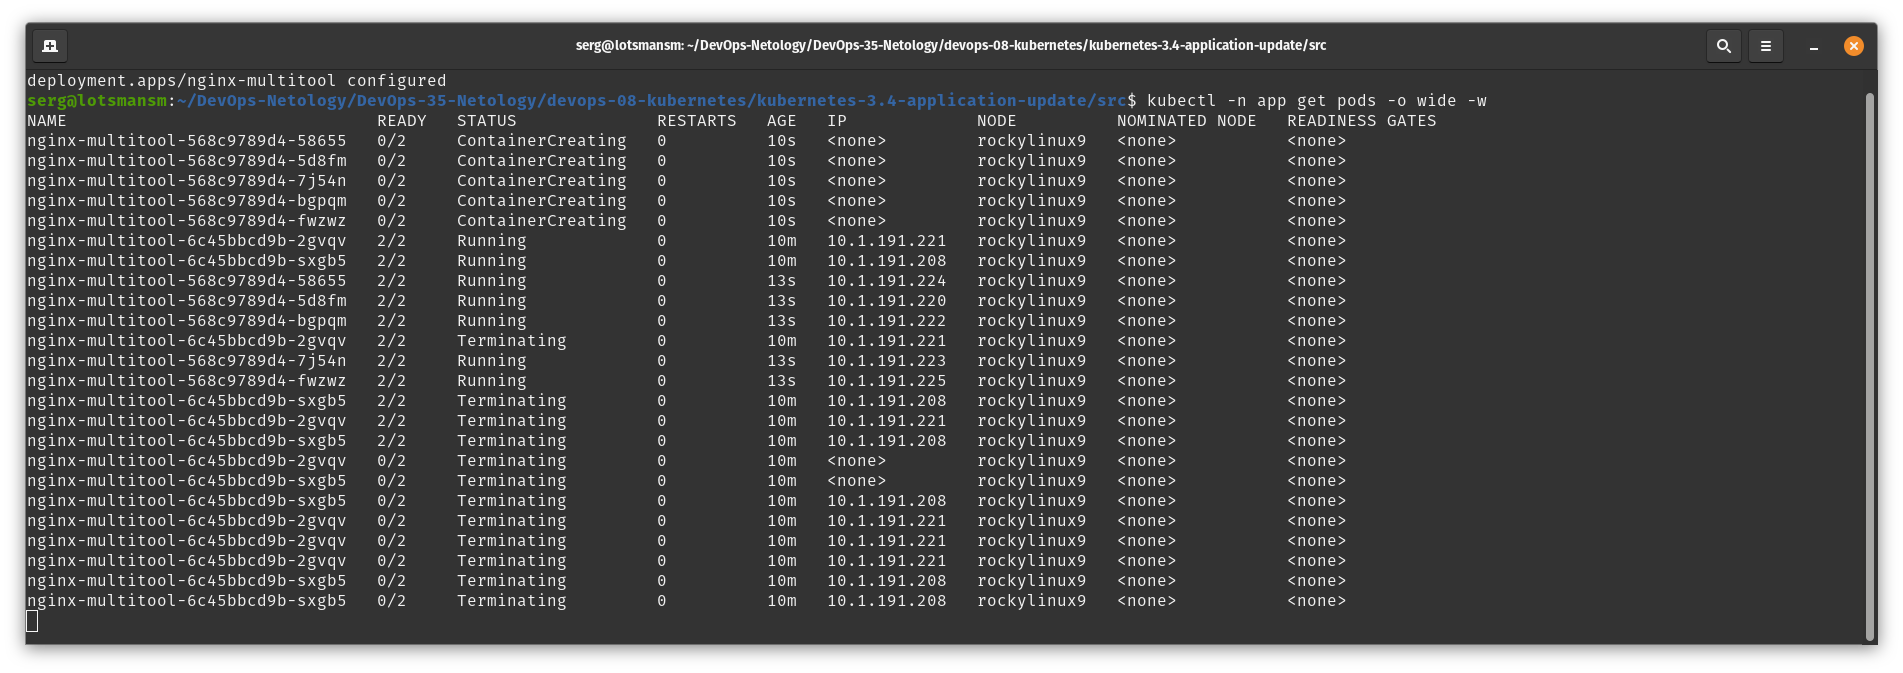 serg@lotsmansm: ~/DevOps-Netology/DevOps-35-Netology/devops-08-kubernetes/kubernetes-3.4-application-update/src
deployment.apps/nginx-multitool configured
serg@lotsmansm:~/DevOps-Netology/DevOps-35-Netology/devops-08-kubernetes/kubernetes-3.4-application-update/src$ kubectl -n app get pods -o wide -w
NAME READY STATUS RESTARTS AGE IP NODE NOMINATED NODE READINESS GATES
nginx-multitool-568c9789d4-58655 0/2 ContainerCreating 0 10s <none> rockylinux9 <none> <none>
nginx-multitool-568c9789d4-5d8fm 0/2 ContainerCreating 0 10s <none> rockylinux9 <none> <none>
nginx-multitool-568c9789d4-7j54n 0/2 ContainerCreating 0 10s <none> rockylinux9 <none> <none>
nginx-multitool-568c9789d4-bgpqm 0/2 ContainerCreating 0 10s <none> rockylinux9 <none> <none>
nginx-multitool-568c9789d4-fwzwz 0/2 ContainerCreating 0 10s <none> rockylinux9 <none> <none>
nginx-multitool-6c45bbcd9b-2gvqv 2/2 Running 0 10m 10.1.191.221 rockylinux9 <none> <none>
nginx-multitool-6c45bbcd9b-sxgb5 2/2 Running 0 10m 10.1.191.208 rockylinux9 <none> <none>
nginx-multitool-568c9789d4-58655 2/2 Running 0 13s 10.1.191.224 rockylinux9 <none> <none>
nginx-multitool-568c9789d4-5d8fm 2/2 Running 0 13s 10.1.191.220 rockylinux9 <none> <none>
nginx-multitool-568c9789d4-bgpqm 2/2 Running 0 13s 10.1.191.222 rockylinux9 <none> <none>
nginx-multitool-6c45bbcd9b-2gvqv 2/2 Terminating 0 10m 10.1.191.221 rockylinux9 <none> <none>
nginx-multitool-568c9789d4-7j54n 2/2 Running 0 13s 10.1.191.223 rockylinux9 <none> <none>
nginx-multitool-568c9789d4-fwzwz 2/2 Running 0 13s 10.1.191.225 rockylinux9 <none> <none>
nginx-multitool-6c45bbcd9b-sxgb5 2/2 Terminating 0 10m 10.1.191.208 rockylinux9 <none> <none>
nginx-multitool-6c45bbcd9b-2gvqv 2/2 Terminating 0 10m 10.1.191.221 rockylinux9 <none> <none>
nginx-multitool-6c45bbcd9b-sxgb5 2/2 Terminating 0 10m 10.1.191.208 rockylinux9 <none> <none>
nginx-multitool-6c45bbcd9b-2gvqv 0/2 Terminating 0 10m <none> rockylinux9 <none> <none>
nginx-multitool-6c45bbcd9b-sxgb5 0/2 Terminating 0 10m <none> rockylinux9 <none> <none>
nginx-multitool-6c45bbcd9b-sxgb5 0/2 Terminating 0 10m 10.1.191.208 rockylinux9 <none> <none>
nginx-multitool-6c45bbcd9b-2gvqv 0/2 Terminating 0 10m 10.1.191.221 rockylinux9 <none> <none>
nginx-multitool-6c45bbcd9b-2gvqv 0/2 Terminating 0 10m 10.1.191.221 rockylinux9 <none> <none>
nginx-multitool-6c45bbcd9b-2gvqv 0/2 Terminating 0 10m 10.1.191.221 rockylinux9 <none> <none>
nginx-multitool-6c45bbcd9b-sxgb5 0/2 Terminating 0 10m 10.1.191.208 rockylinux9 <none> <none>
nginx-multitool-6c45bbcd9b-sxgb5 0/2 Terminating 0 10m 10.1.191.208 rockylinux9 <none> <none>